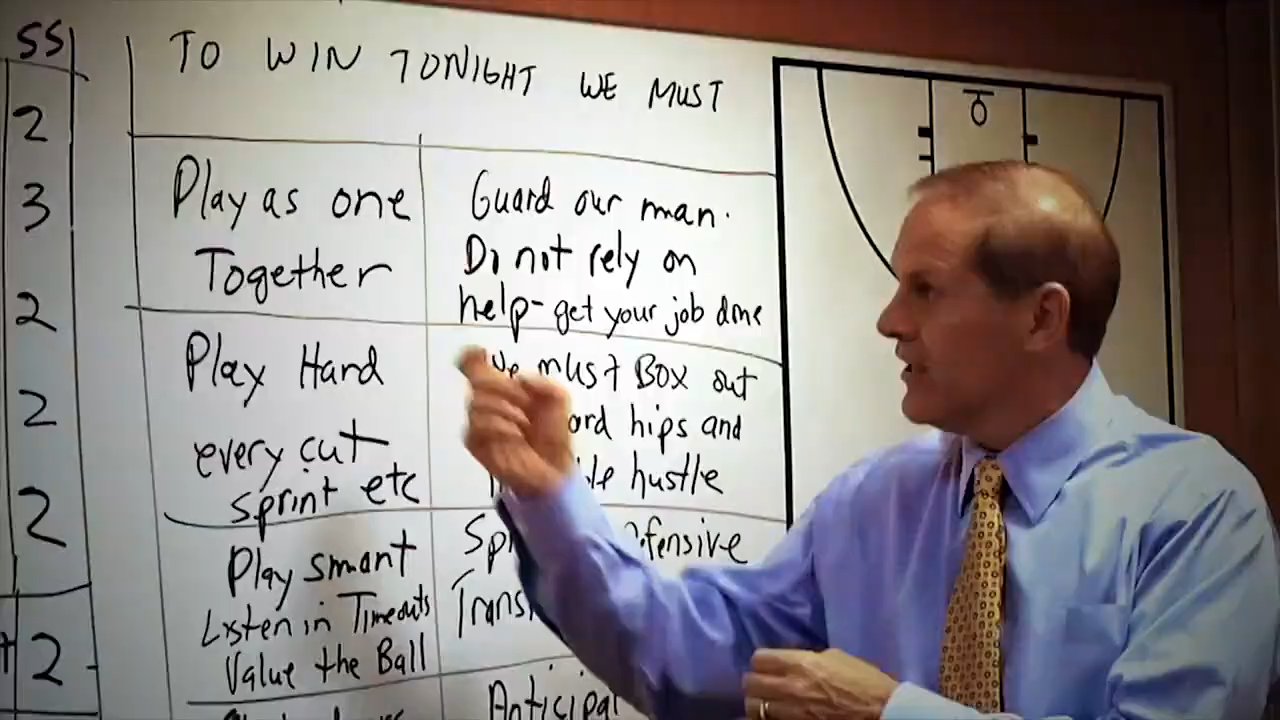 SS
2
3
2
2
2
2
TO WIN TONIGHT WE MUST
Play as one
Together
Guard our man.
Do not rely on
help - get your job done
Play Hard
every cut
sprint etc
must Box out
hips and
hustle
Play smart
Listen in Timeouts
Value the Ball